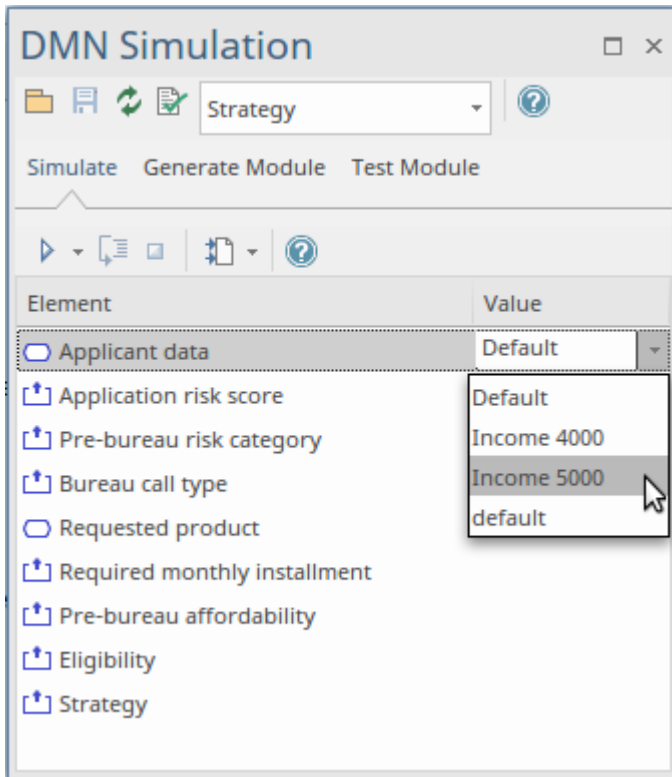 DMN Simulation
Strategy
Simulate Generate Module Test Module
Element Value
Applicant data Default
Application risk score Default
Pre-bureau risk category Income 4000
Bureau call type Income 5000
Requested product default
Required monthly installment
Pre-bureau affordability
Eligibility
Strategy